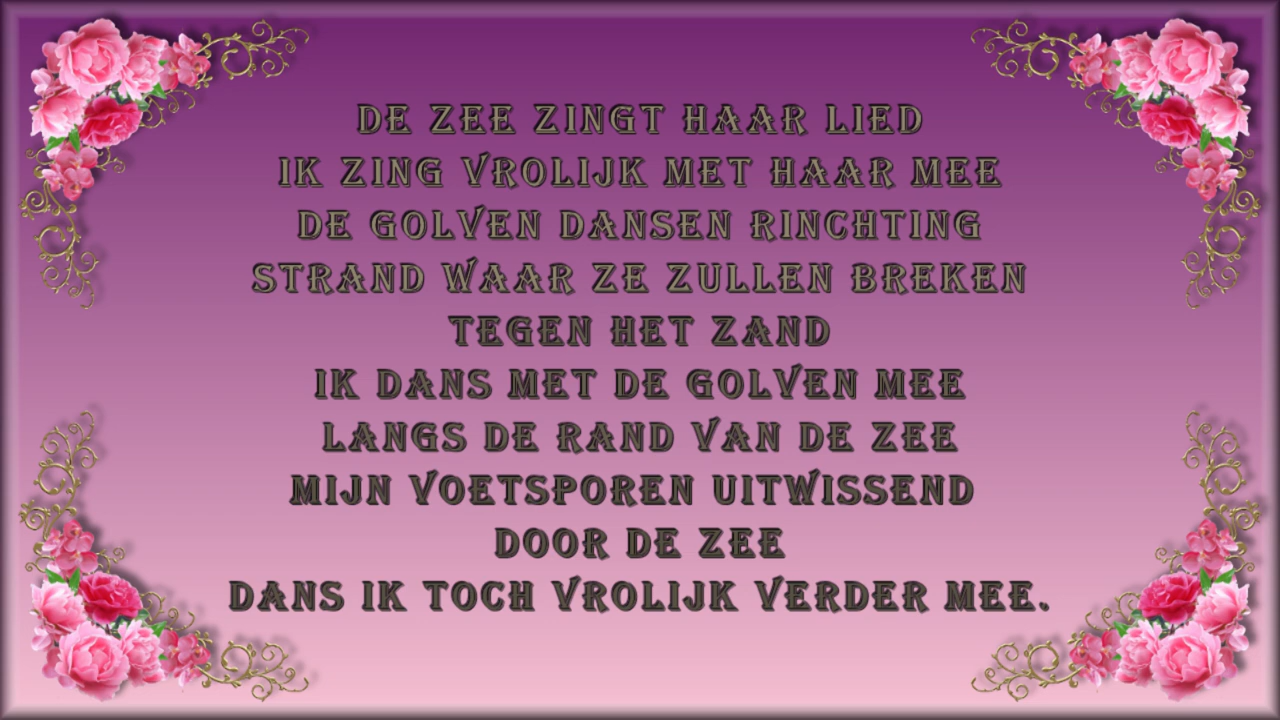 DE ZEE ZINGT HAAR LIED
IK ZING VROLIJK MET HAAR MEE
DE GOLVEN DANSEN RINCHTING
STRAND WAAR ZE ZULLEN BREKEN
TEGEN HET ZAND
IK DANS MET DE GOLVEN MEE
LANGS DE RAND VAN DE ZEE
MIJN VOETSPOREN UITWISSEND
DOOR DE ZEE
DANS IK TOCH VROLIJK VERDER MEE.